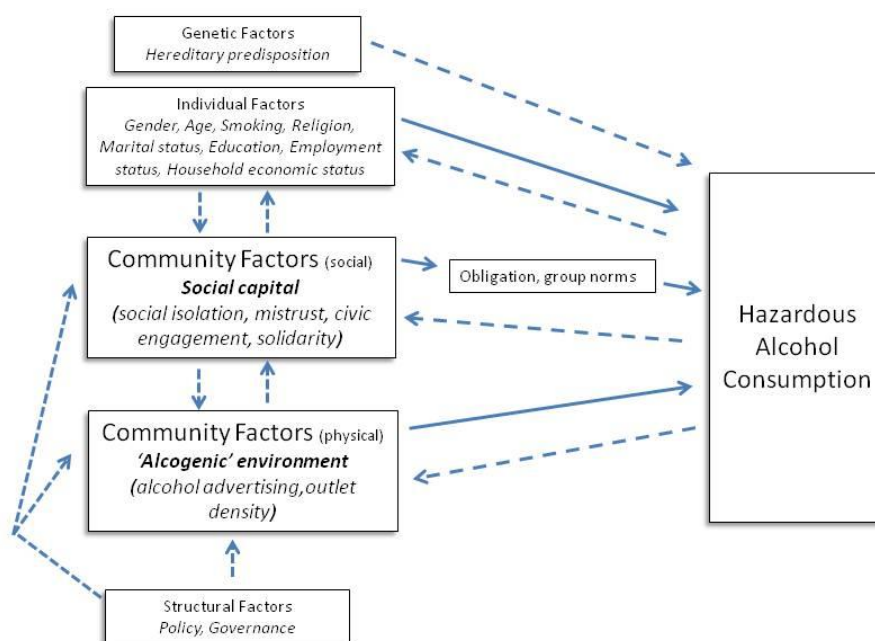 Genetic Factors
Hereditary predisposition
Individual Factors
Gender, Age, Smoking, Religion,
Marital status, Education, Employment
status, Household economic status
Community Factors (social)
Social capital
(social isolation, mistrust, civic
engagement, solidarity)
Obligation, group norms
Hazardous
Alcohol
Consumption
Community Factors (physical)
‘Alcogenic’ environment
(alcohol advertising,outlet
density)
Structural Factors
Policy, Governance